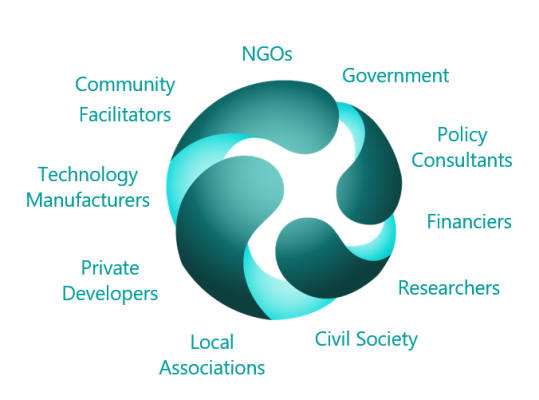 NGOs
Government
Policy
Consultants
Financiers
Researchers
Civil Society
Local
Associations
Private
Developers
Technology
Manufacturers
Community
Facilitators